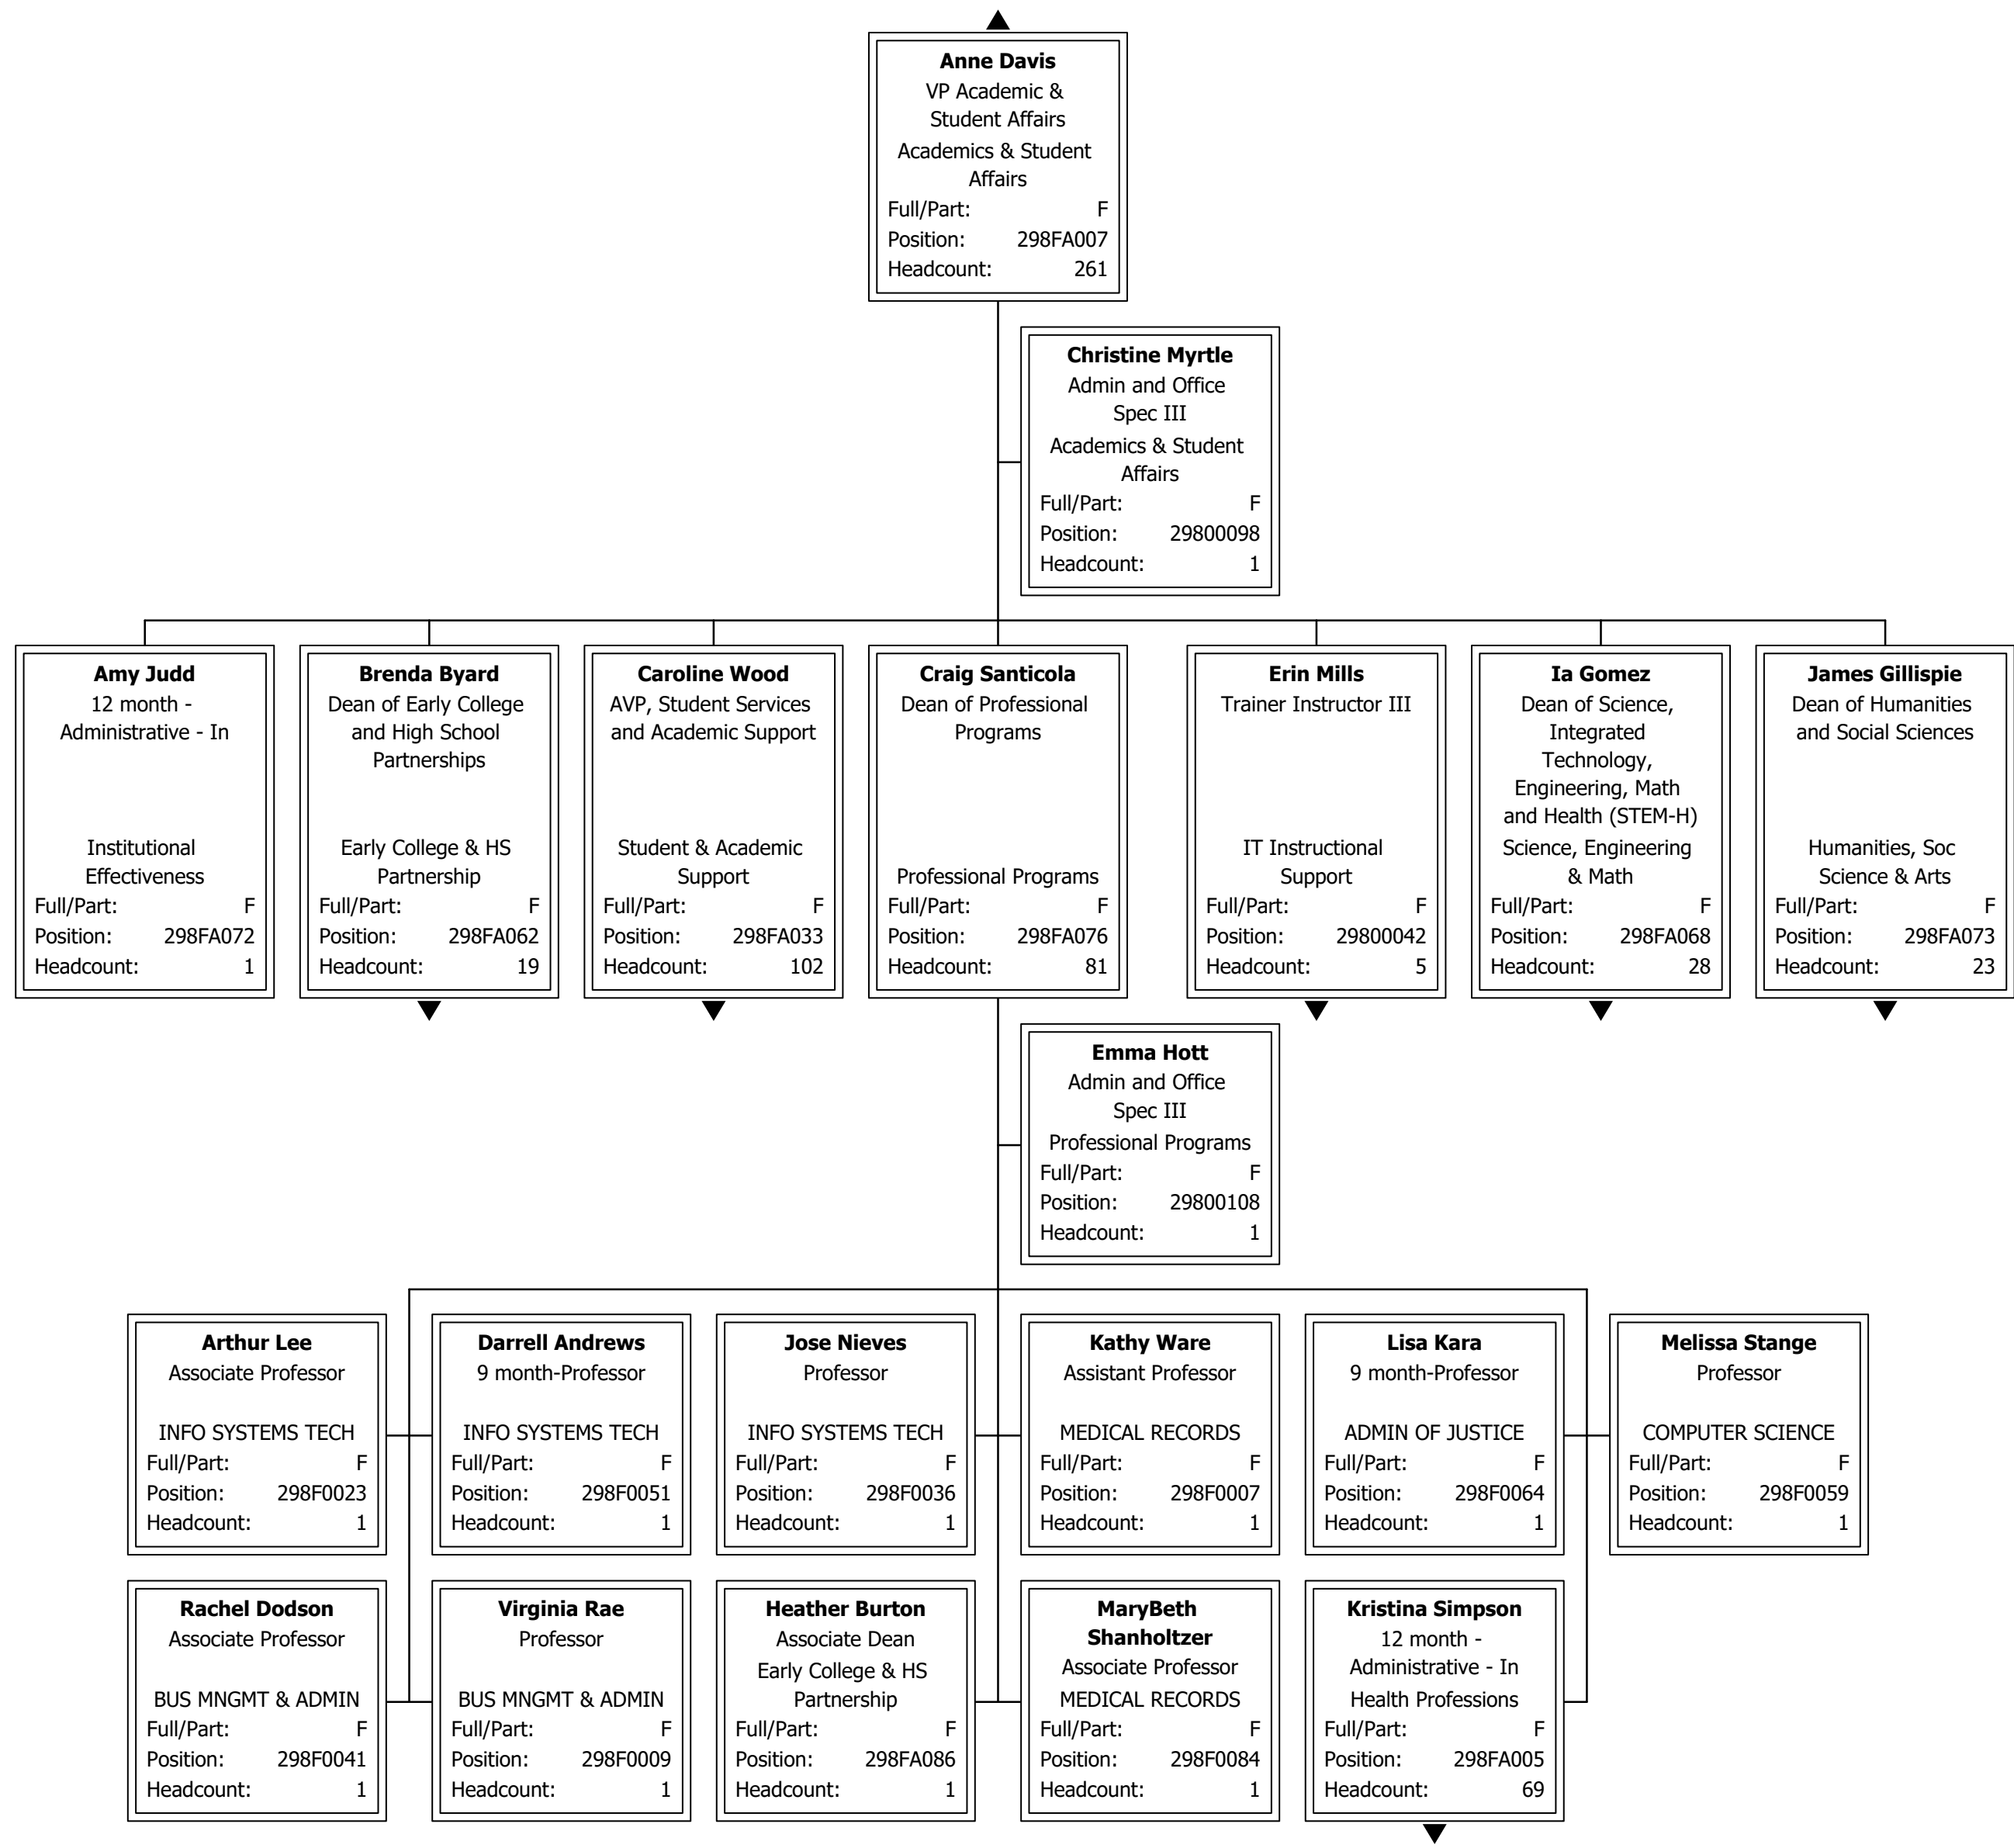 Anne Davis
VP Academic &
Student Affairs
Academics & Student
Affairs
Full/Part: F
Position: 298FA007
Headcount: 261
Christine Myrtle
Admin and Office
Spec III
Academics & Student
Affairs
Full/Part: F
Position: 29800098
Headcount: 1
Amy Judd
12 month -
Administrative - In
Institutional
Effectiveness
Full/Part: F
Position: 298FA072
Headcount: 1
Brenda Byard
Dean of Early College
and High School
Partnerships
Early College & HS
Partnership
Full/Part: F
Position: 298FA062
Headcount: 19
Caroline Wood
AVP, Student Services
and Academic Support
Student & Academic
Support
Full/Part: F
Position: 298FA033
Headcount: 102
Craig Santicola
Dean of Professional
Programs
Professional Programs
Full/Part: F
Position: 298FA076
Headcount: 81
Erin Mills
Trainer Instructor III
IT Instructional
Support
Full/Part: F
Position: 29800042
Headcount: 5
Ia Gomez
Dean of Science,
Integrated
Technology,
Engineering, Math
and Health (STEM-H)
Science, Engineering
& Math
Full/Part: F
Position: 298FA068
Headcount: 28
James Gillispie
Dean of Humanities
and Social Sciences
Humanities, Soc
Science & Arts
Full/Part: F
Position: 298FA073
Headcount: 23
Emma Hott
Admin and Office
Spec III
Professional Programs
Full/Part: F
Position: 29800108
Headcount: 1
Arthur Lee
Associate Professor
INFO SYSTEMS TECH
Full/Part: F
Position: 298F0023
Headcount: 1
Darrell Andrews
9 month-Professor
INFO SYSTEMS TECH
Full/Part: F
Position: 298F0051
Headcount: 1
Jose Nieves
Professor
INFO SYSTEMS TECH
Full/Part: F
Position: 298F0036
Headcount: 1
Kathy Ware
Assistant Professor
MEDICAL RECORDS
Full/Part: F
Position: 298F0007
Headcount: 1
Lisa Kara
9 month-Professor
ADMIN OF JUSTICE
Full/Part: F
Position: 298F0064
Headcount: 1
Melissa Stange
Professor
COMPUTER SCIENCE
Full/Part: F
Position: 298F0059
Headcount: 1
Rachel Dodson
Associate Professor
BUS MNGMT & ADMIN
Full/Part: F
Position: 298F0041
Headcount: 1
Virginia Rae
Professor
BUS MNGMT & ADMIN
Full/Part: F
Position: 298F0009
Headcount: 1
Heather Burton
Associate Dean
Early College & HS
Partnership
Full/Part: F
Position: 298FA086
Headcount: 1
MaryBeth
Shanholtzer
Associate Professor
MEDICAL RECORDS
Full/Part: F
Position: 298F0084
Headcount: 1
Kristina Simpson
12 month -
Administrative - In
Health Professions
Full/Part: F
Position: 298FA005
Headcount: 69